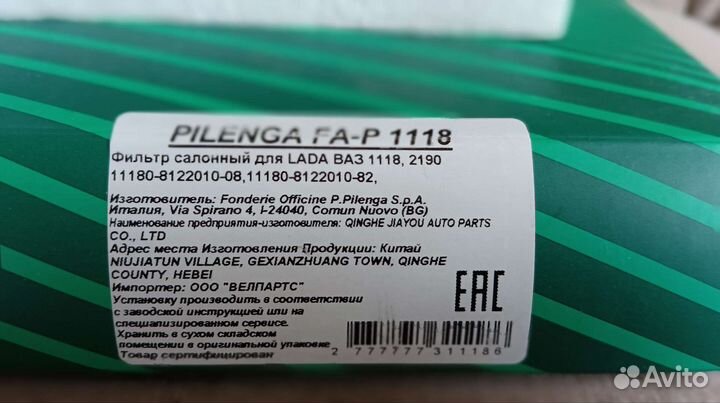 PILENGA FA-P 1118
Фильтр салонный для LADA ВАЗ 1118, 2190
11180-8122010-08,11180-8122010-82,
Изготовитель: Fonderie Officine P.Pilenga S.p.A.
Италия, Via Spirano 4, I-24040, Comun Nuovo (BG)
Наименование предприятия-изготовителя: QINGHE JIAYOU AUTO PARTS
CO., LTD
Адрес места Изготовления Продукции: Китай
NIUJIATUN VILLAGE, GEXIANZHUANG TOWN, QINGHE
COUNTY, HEBEI
Импортер: ООО "ВЕЛПАРТС"
Установку производить в соответствии
с заводской инструкцией или на
специализированном сервисе.
Хранить в сухом складском
помещении в оригинальной упаковке
Товар сертифицирован
EAC
2 777777 311186
Avito